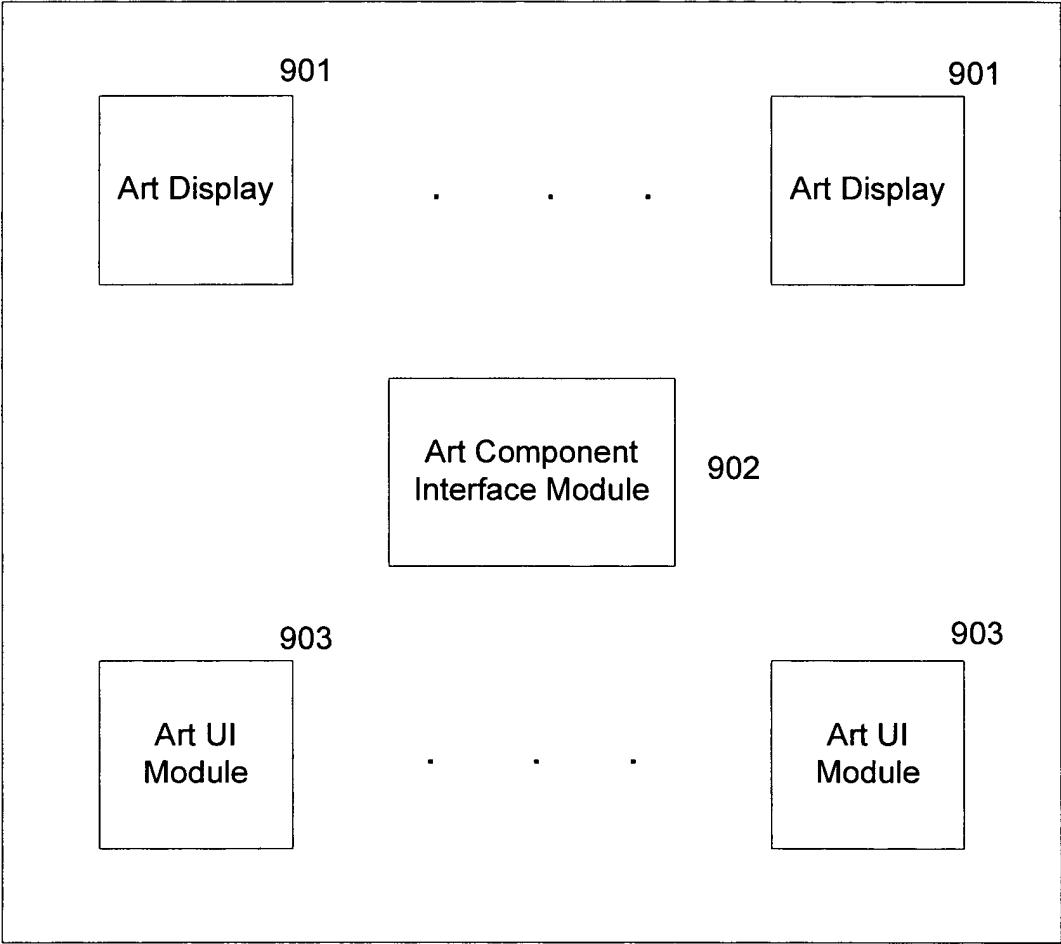 901
901
Art Display
Art Display
Art Component
Interface Module
902
903
903
Art UI
Module
Art UI
Module